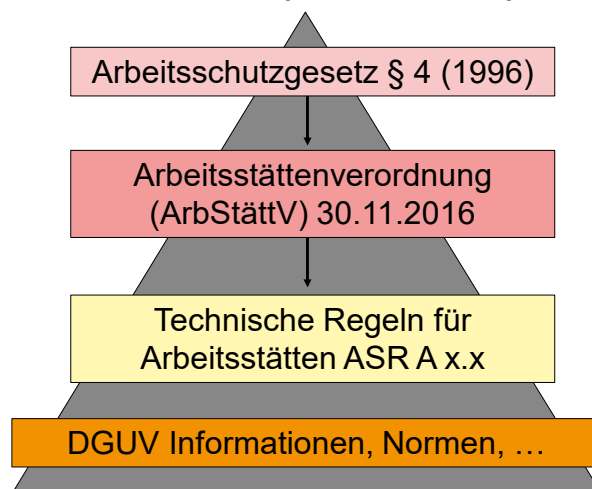 Arbeitsschutzgesetz § 4 (1996)
Arbeitsstättenverordnung
(ArbStättV) 30.11.2016
Technische Regeln für
Arbeitsstätten ASR A x.x
DGUV Informationen, Normen, …